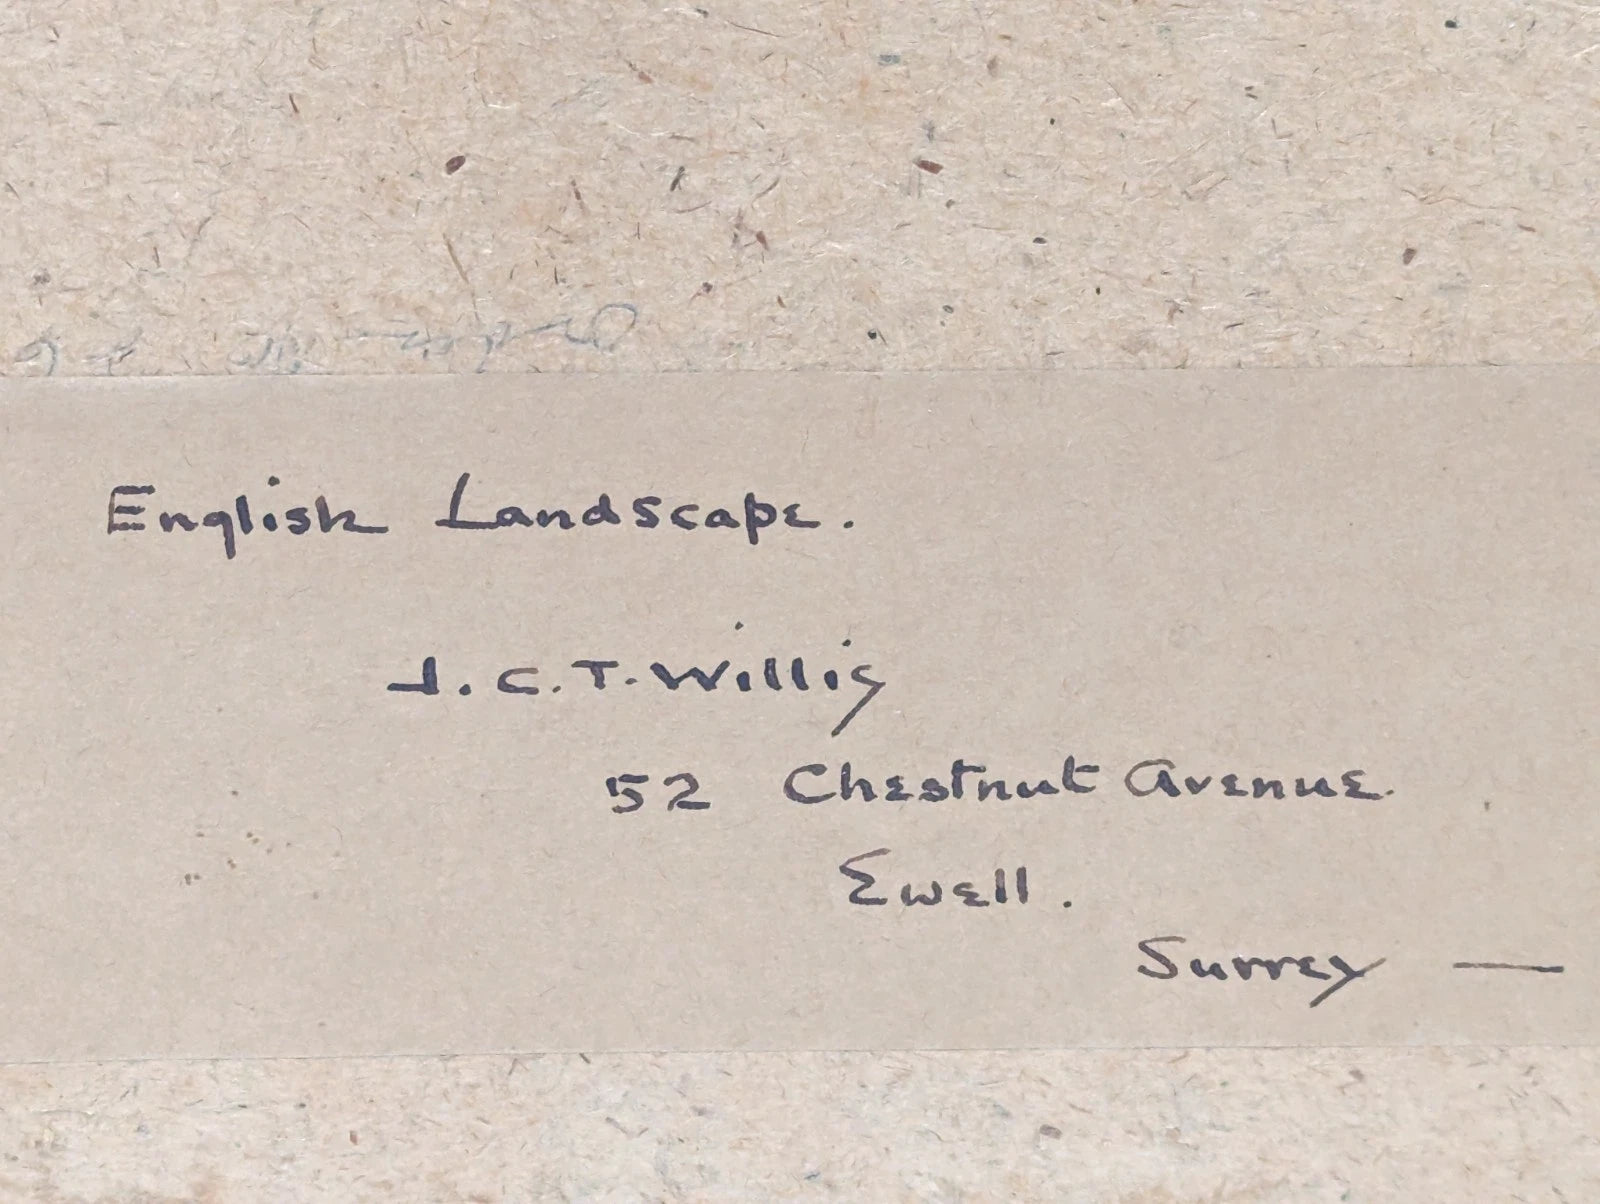 English Landscape.
J. C. T. Willis
52 Chestnut Avenue.
Ewell.
Surrey —